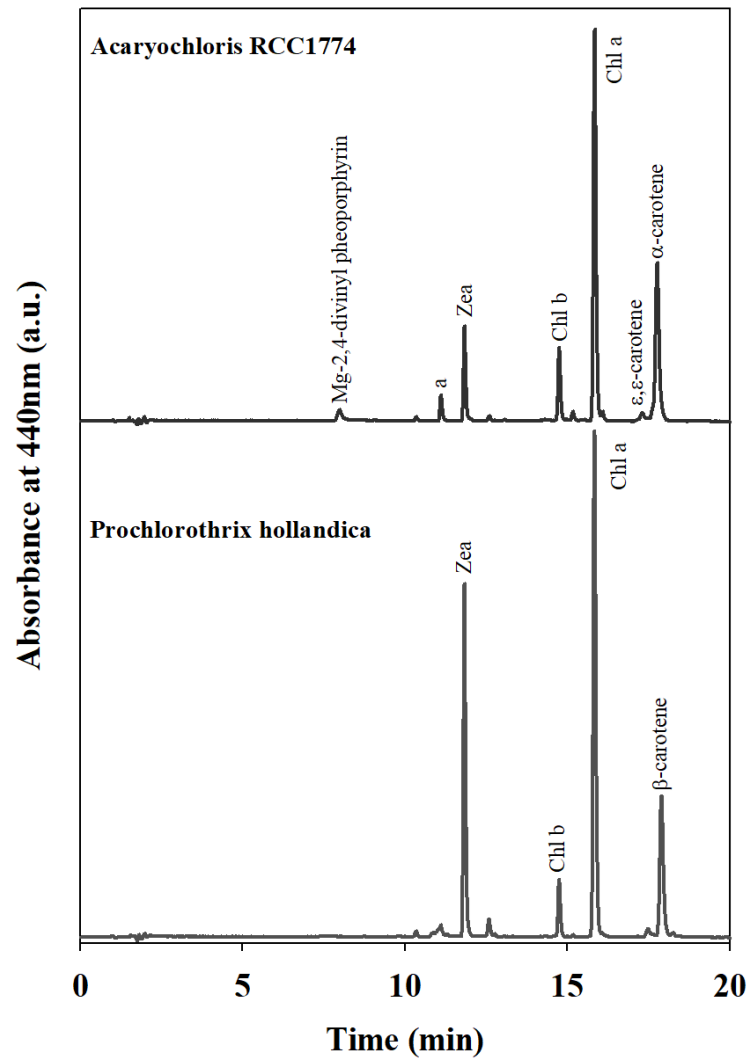 Acaryochloris RCC1774
Mg-2,4-divinyl pheoporphyrin
a
Zea
Chl b
Chl a
ε,ε-carotene
α-carotene
Absorbance at 440nm (a.u.)
Prochlorothrix hollandica
Zea
Chl b
Chl a
β-carotene
0 5 10 15 20
Time (min)